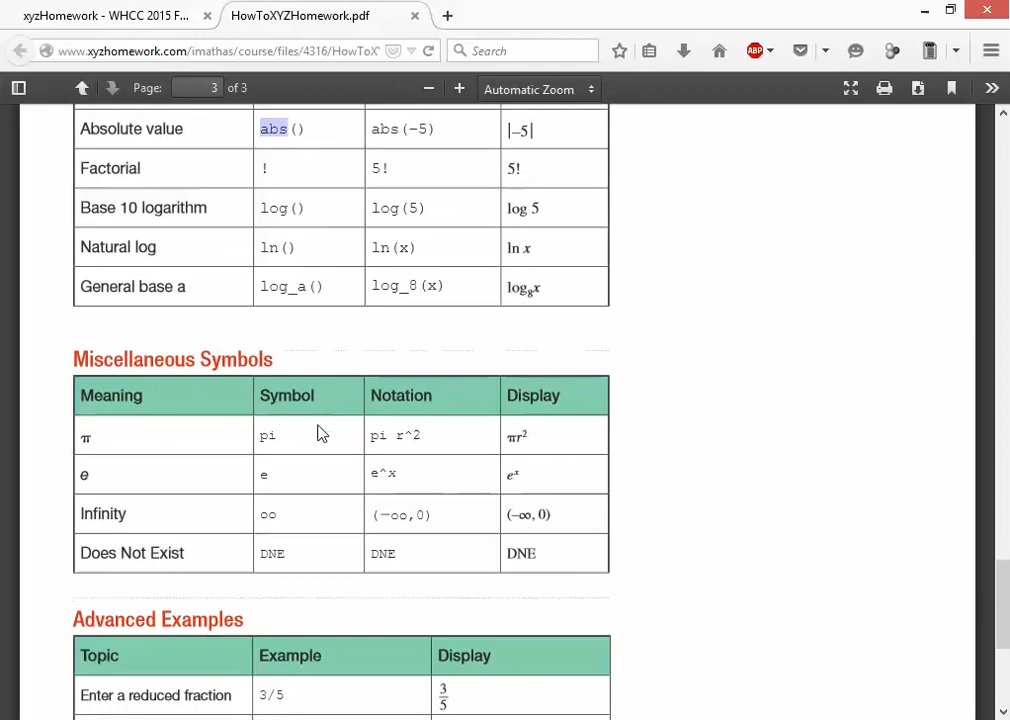 xyzHomework - WHCC 2015 F... × HowToXYZHomework.pdf × +
www.xyzhomework.com/imathas/course/files/4316/HowToX Search ABP
Page: 3 of 3 − + Automatic Zoom
Absolute value abs() abs(−5) |−5|
Factorial ! 5! 5!
Base 10 logarithm log() log(5) log 5
Natural log ln() ln(x) ln x
General base a log_a() log_8(x) log₈x
Miscellaneous Symbols
Meaning Symbol Notation Display
π pi pi r^2 πr²
e e e^x eˣ
Infinity oo (−oo,0) (−∞, 0)
Does Not Exist DNE DNE DNE
Advanced Examples
Topic Example Display
Enter a reduced fraction 3/5 3/5